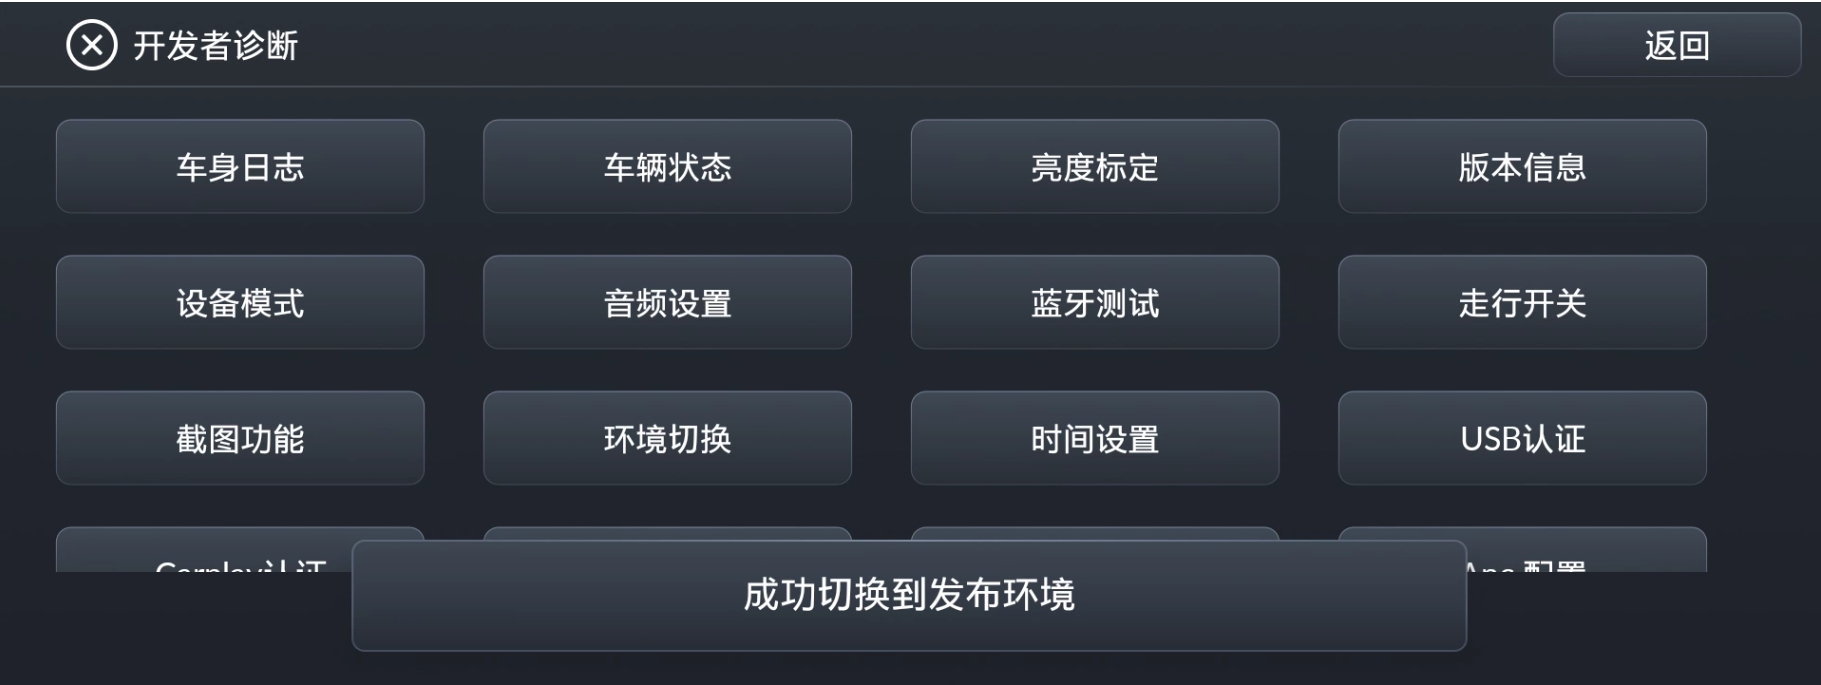 开发者诊断
返回
车身日志
车辆状态
亮度标定
版本信息
设备模式
音频设置
蓝牙测试
走行开关
截图功能
环境切换
时间设置
USB认证
成功切换到发布环境